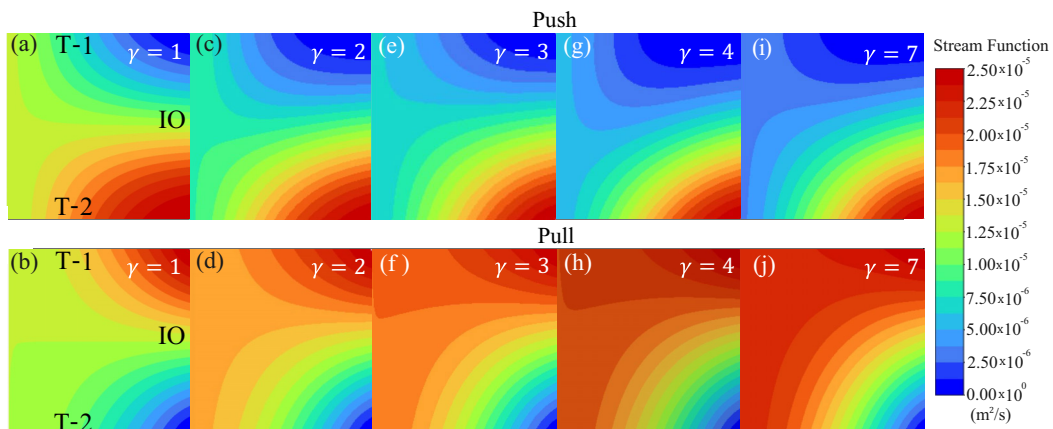 Push
(a) T-1 γ = 1 (c) γ = 2 (e) γ = 3 (g) γ = 4 (i) γ = 7
IO
T-2
Pull
(b) T-1 γ = 1 (d) γ = 2 (f) γ = 3 (h) γ = 4 (j) γ = 7
IO
T-2
Stream Function
2.50×10⁻⁵
2.25×10⁻⁵
2.00×10⁻⁵
1.75×10⁻⁵
1.50×10⁻⁵
1.25×10⁻⁵
1.25×10⁻⁵
7.50×10⁻⁶
5.00×10⁻⁶
2.50×10⁻⁶
0.00×10⁰
(m²/s)